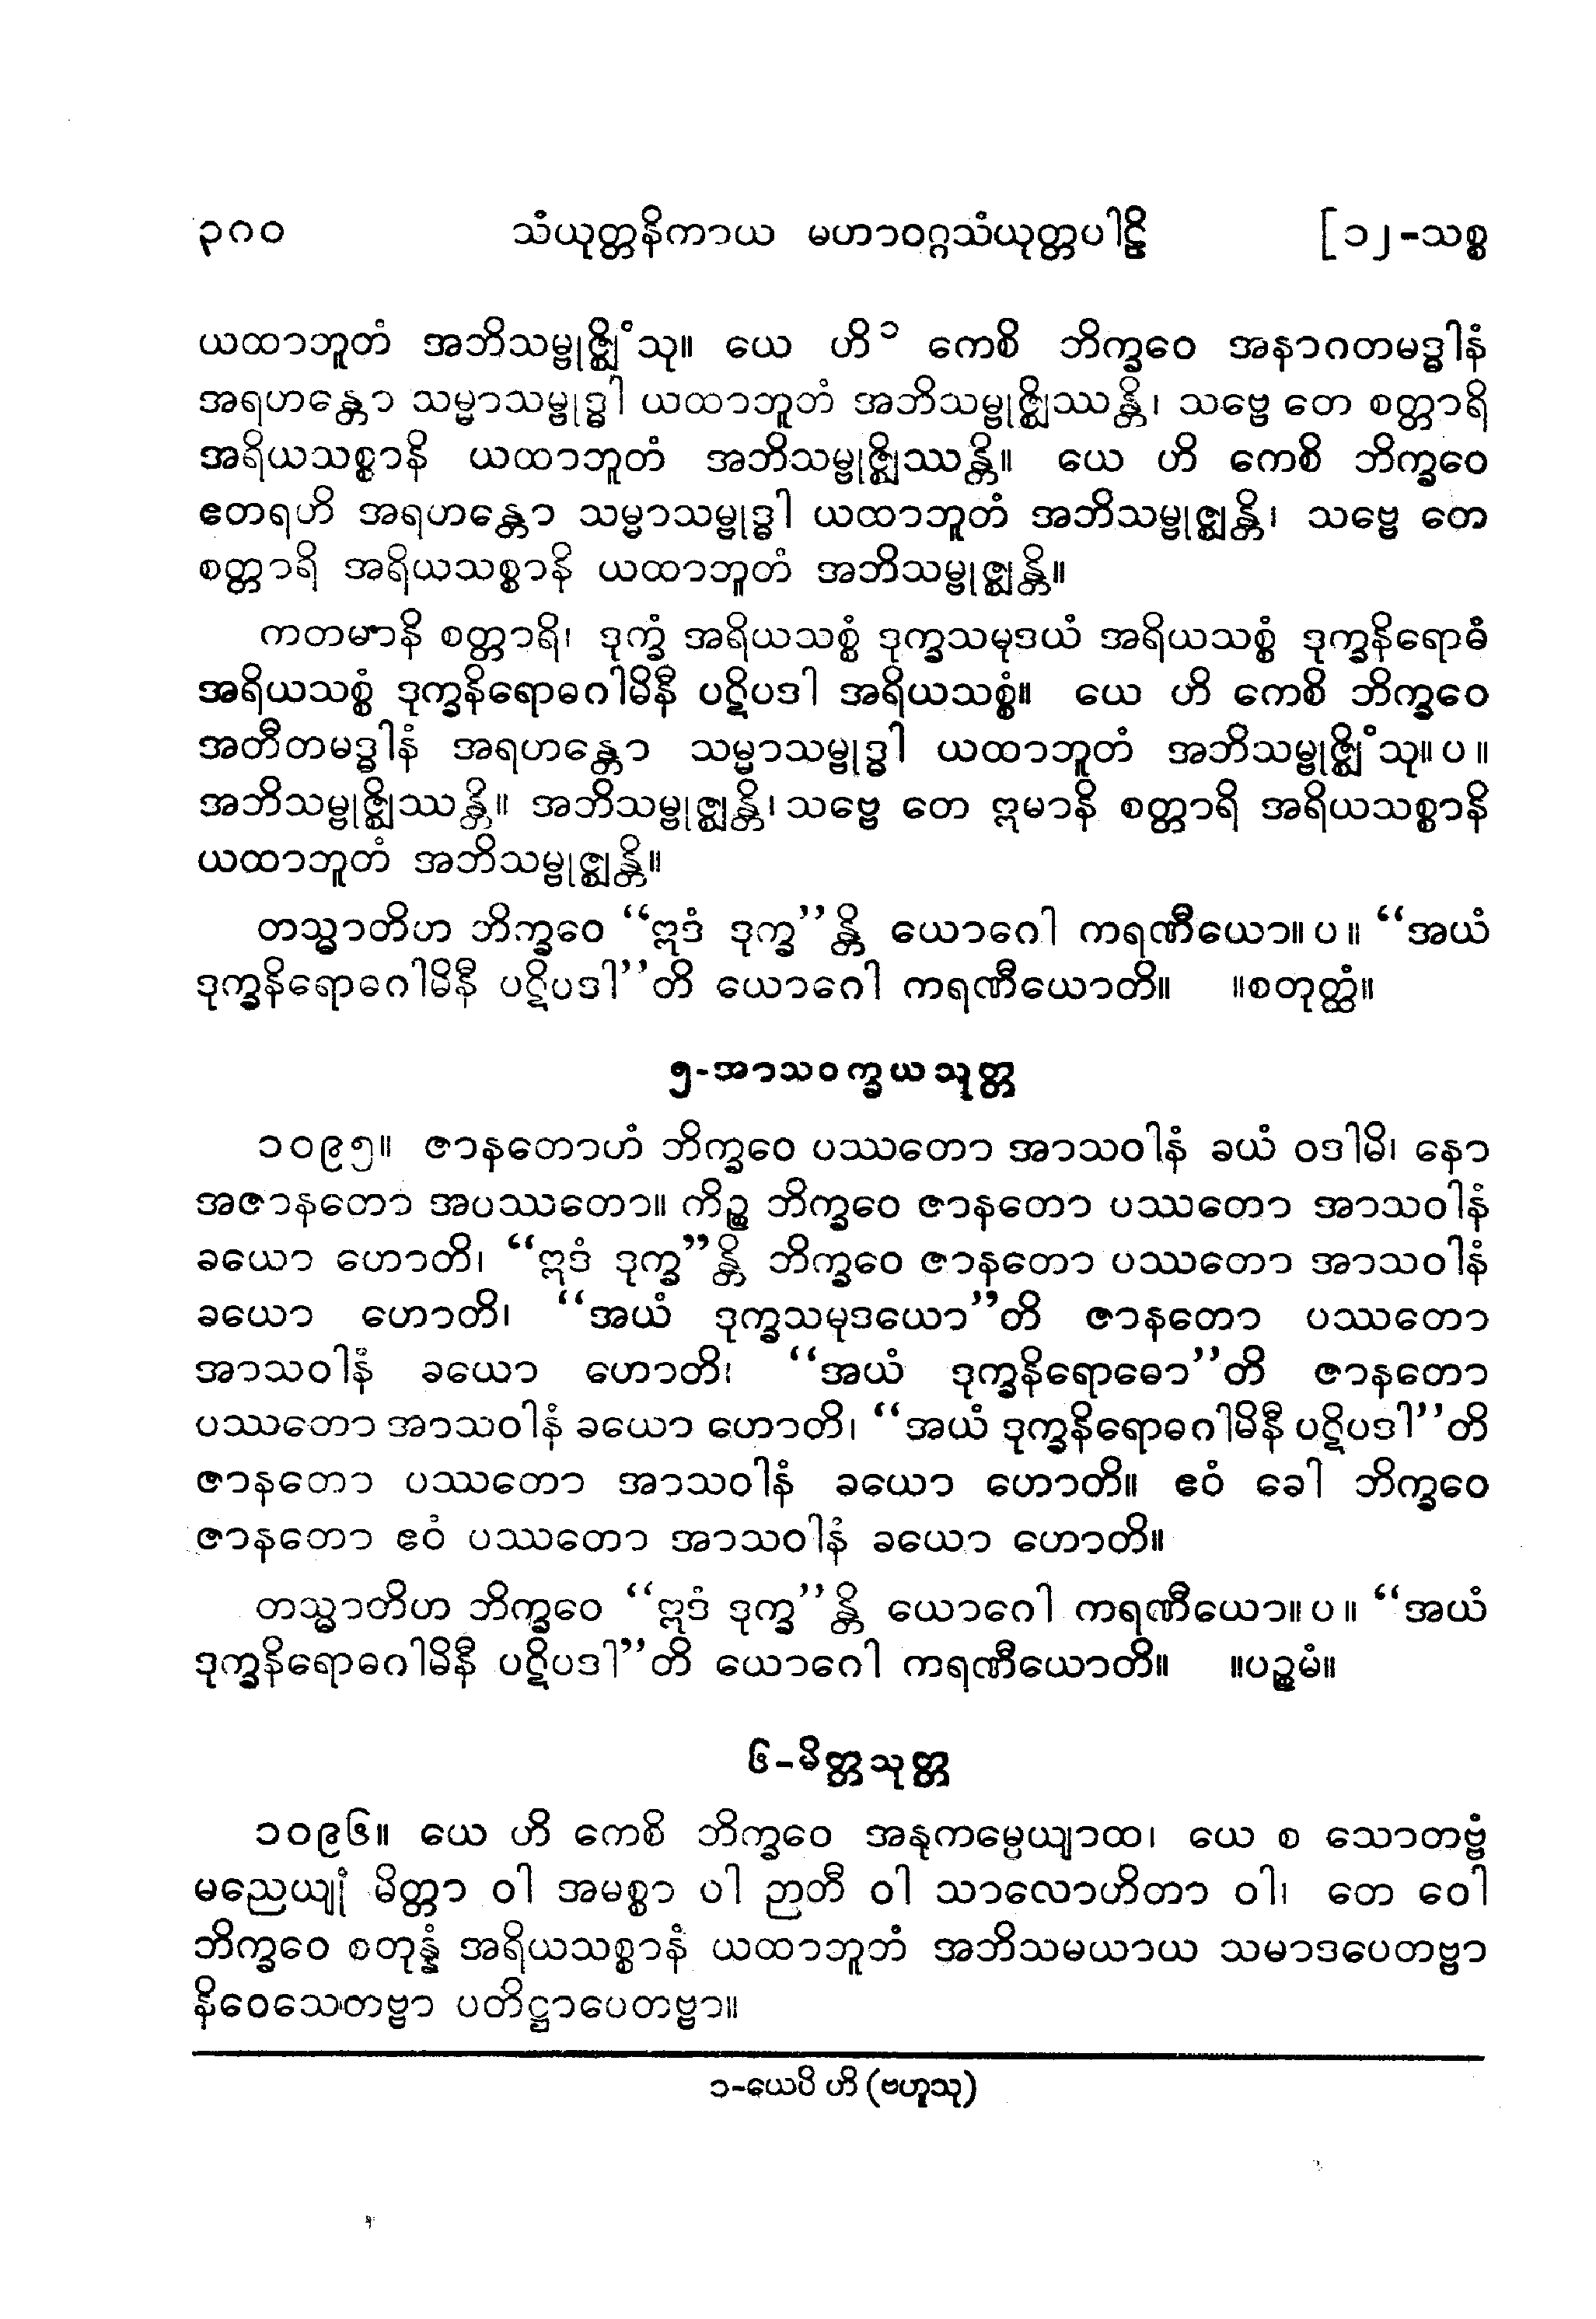 ၃၈၀ သံယုတ္တနိကာယ မဟာဝဂ္ဂသံယုတ္တပါဠိ [၁၂-သစ္စ
ယထာဘူတံ အဘိသမ္ဗုဇ္ဈိံသု။ ယေ ဟိ ၁ ကေစိ ဘိက္ခဝေ အနာဂတမဒ္ဓါနံ
အရဟန္တော သမ္မာသမ္ဗုဒ္ဓါ ယထာဘူတံ အဘိသမ္ဗုဇ္ဈိဿန္တိ၊ သဗ္ဗေ တေ စတ္တာရိ
အရိယသစ္စာနိ ယထာဘူတံ အဘိသမ္ဗုဇ္ဈိဿန္တိ။ ယေ ဟိ ကေစိ ဘိက္ခဝေ
ဧတရဟိ အရဟန္တော သမ္မာသမ္ဗုဒ္ဓါ ယထာဘူတံ အဘိသမ္ဗုဇ္ဈန္တိ၊ သဗ္ဗေ တေ
စတ္တာရိ အရိယသစ္စာနိ ယထာဘူတံ အဘိသမ္ဗုဇ္ဈန္တိ။
ကတမာနိ စတ္တာရိ၊ ဒုက္ခံ အရိယသစ္စံ ဒုက္ခသမုဒယံ အရိယသစ္စံ ဒုက္ခနိရောဓံ
အရိယသစ္စံ ဒုက္ခနိရောဓဂါမိနီ ပဋိပဒါ အရိယသစ္စံ။ ယေ ဟိ ကေစိ ဘိက္ခဝေ
အတီတမဒ္ဓါနံ အရဟန္တော သမ္မာသမ္ဗုဒ္ဓါ ယထာဘူတံ အဘိသမ္ဗုဇ္ဈိံသု။ ပ ။
အဘိသမ္ဗုဇ္ဈိဿန္တိ။ အဘိသမ္ဗုဇ္ဈန္တိ၊ သဗ္ဗေ တေ ဣမာနိ စတ္တာရိ အရိယသစ္စာနိ
ယထာဘူတံ အဘိသမ္ဗုဇ္ဈန္တိ။
တသ္မာတိဟ ဘိက္ခဝေ “ဣဒံ ဒုက္ခ”န္တိ ယောဂေါ ကရဏီယော။ ပ ။ “အယံ
ဒုက္ခနိရောဓဂါမိနီ ပဋိပဒါ”တိ ယောဂေါ ကရဏီယောတိ။ ။စတုတ္ထံ။
၅-အာသဝက္ခယသုတ္တ
၁၀၉၅။ ဇာနတောဟံ ဘိက္ခဝေ ပဿတော အာသဝါနံ ခယံ ဝဒါမိ၊ နော
အဇာနတော အပဿတော။ ကိဉ္စ ဘိက္ခဝေ ဇာနတော ပဿတော အာသဝါနံ
ခယော ဟောတိ၊ “ဣဒံ ဒုက္ခ”န္တိ ဘိက္ခဝေ ဇာနတော ပဿတော အာသဝါနံ
ခယော ဟောတိ၊ “အယံ ဒုက္ခသမုဒယော”တိ ဇာနတော ပဿတော
အာသဝါနံ ခယော ဟောတိ၊ “အယံ ဒုက္ခနိရောဓော”တိ ဇာနတော
ပဿတော အာသဝါနံ ခယော ဟောတိ၊ “အယံ ဒုက္ခနိရောဓဂါမိနီ ပဋိပဒါ”တိ
ဇာနတော ပဿတော အာသဝါနံ ခယော ဟောတိ။ ဧဝံ ခေါ ဘိက္ခဝေ
ဇာနတော ဧဝံ ပဿတော အာသဝါနံ ခယော ဟောတိ။
တသ္မာတိဟ ဘိက္ခဝေ “ဣဒံ ဒုက္ခ”န္တိ ယောဂေါ ကရဏီယော။ ပ ။ “အယံ
ဒုက္ခနိရောဓဂါမိနီ ပဋိပဒါ”တိ ယောဂေါ ကရဏီယောတိ။ ။ပဉ္စမံ။
၆-မိတ္တသုတ္တ
၁၀၉၆။ ယေ ဟိ ကေစိ ဘိက္ခဝေ အနုကမ္ပေယျာထ၊ ယေ စ သောတဗ္ဗံ
မညေယျုံ မိတ္တာ ဝါ အမစ္စာ ဝါ ဉာတီ ဝါ သာလောဟိတာ ဝါ၊ တေ ဝေါ
ဘိက္ခဝေ စတုန္နံ အရိယသစ္စာနံ ယထာဘူတံ အဘိသမယာယ သမာဒပေတဗ္ဗာ
နိဝေသေတဗ္ဗာ ပတိဋ္ဌာပေတဗ္ဗာ။
၁-ယေပိ ဟိ (ဗဟူသု)